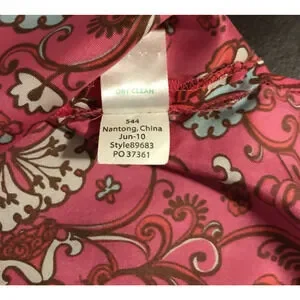 DRY CLEAN
544
Nantong, China
Jun-10
Style89683
PO 37361